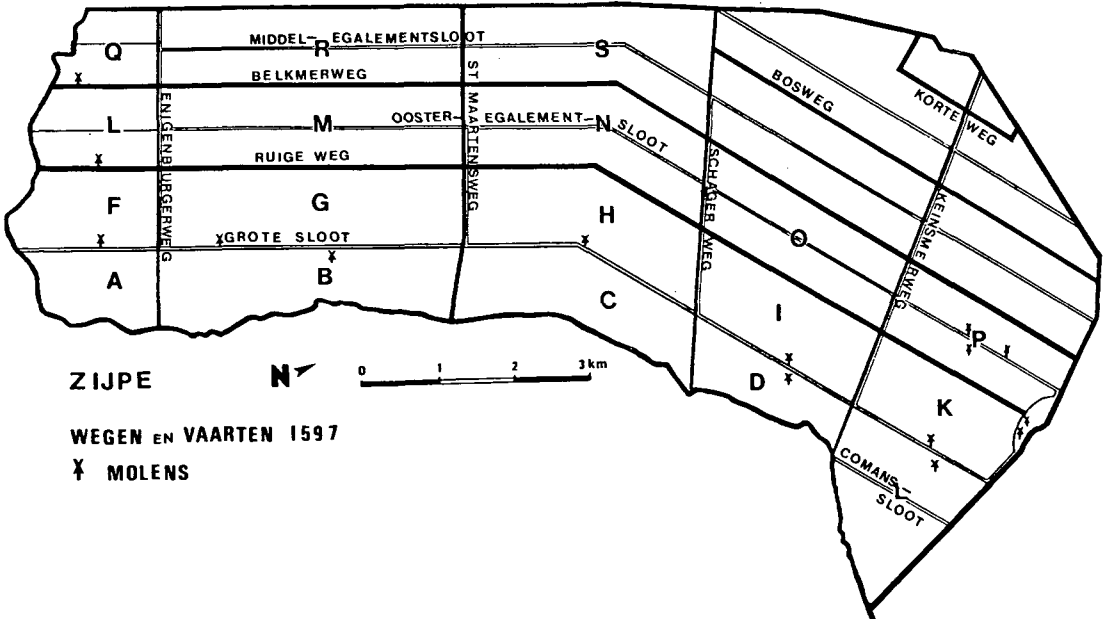 Q
MIDDEL- EGALEMENTSLOOT
R
S
BELKMERWEG
BOSWEG
KORTE WEG
ENIGENBURGERWEG
ST MAARTENSWEG
SCHAGER WEG
KEINSMERWEG
L
M
OOSTER- EGALEMENT- SLOOT
N
RUIGE WEG
F
G
H
O
P
GROTE SLOOT
A
B
C
I
D
K
COMANS- SLOOT
V
ZIJPE
N
0 1 2 3 km
WEGEN EN VAARTEN 1597
MOLENS